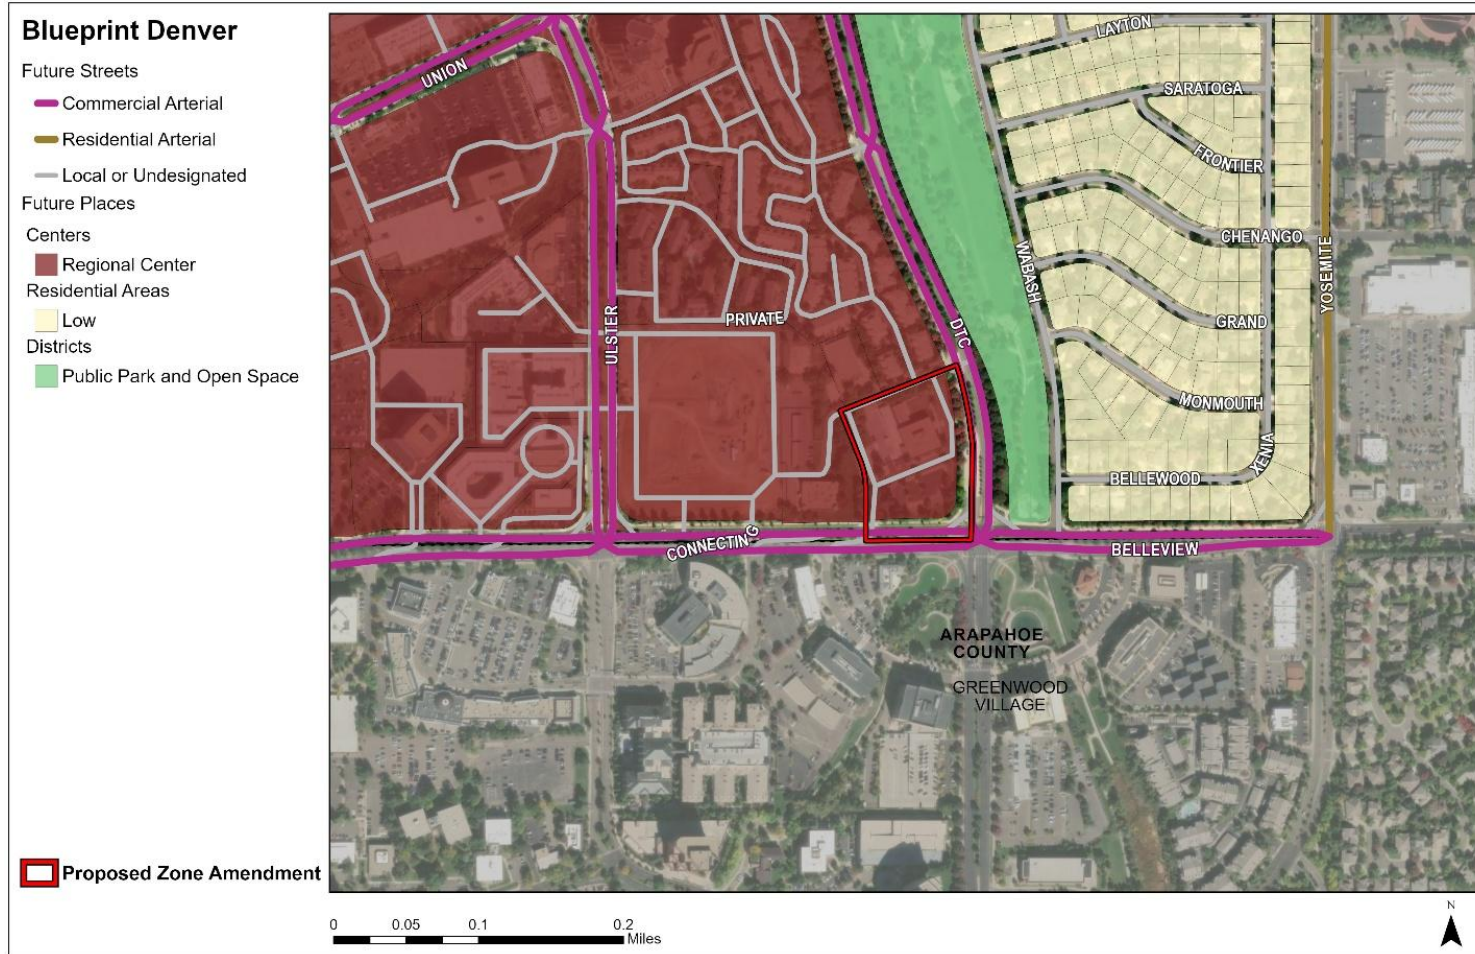 Blueprint Denver
Future Streets
Commercial Arterial
Residential Arterial
Local or Undesignated
Future Places
Centers
Regional Center
Residential Areas
Low
Districts
Public Park and Open Space
Proposed Zone Amendment
UNION
LAYTON
SARATOGA
FRONTIER
CHENANGO
WABASH
YOSEMITE
ULSTER
PRIVATE
DTC
GRAND
MONMOUTH
XENIA
BELLEWOOD
CONNECTING
BELLEVIEW
ARAPAHOE
COUNTY
GREENWOOD
VILLAGE
0 0.05 0.1 0.2
Miles
N